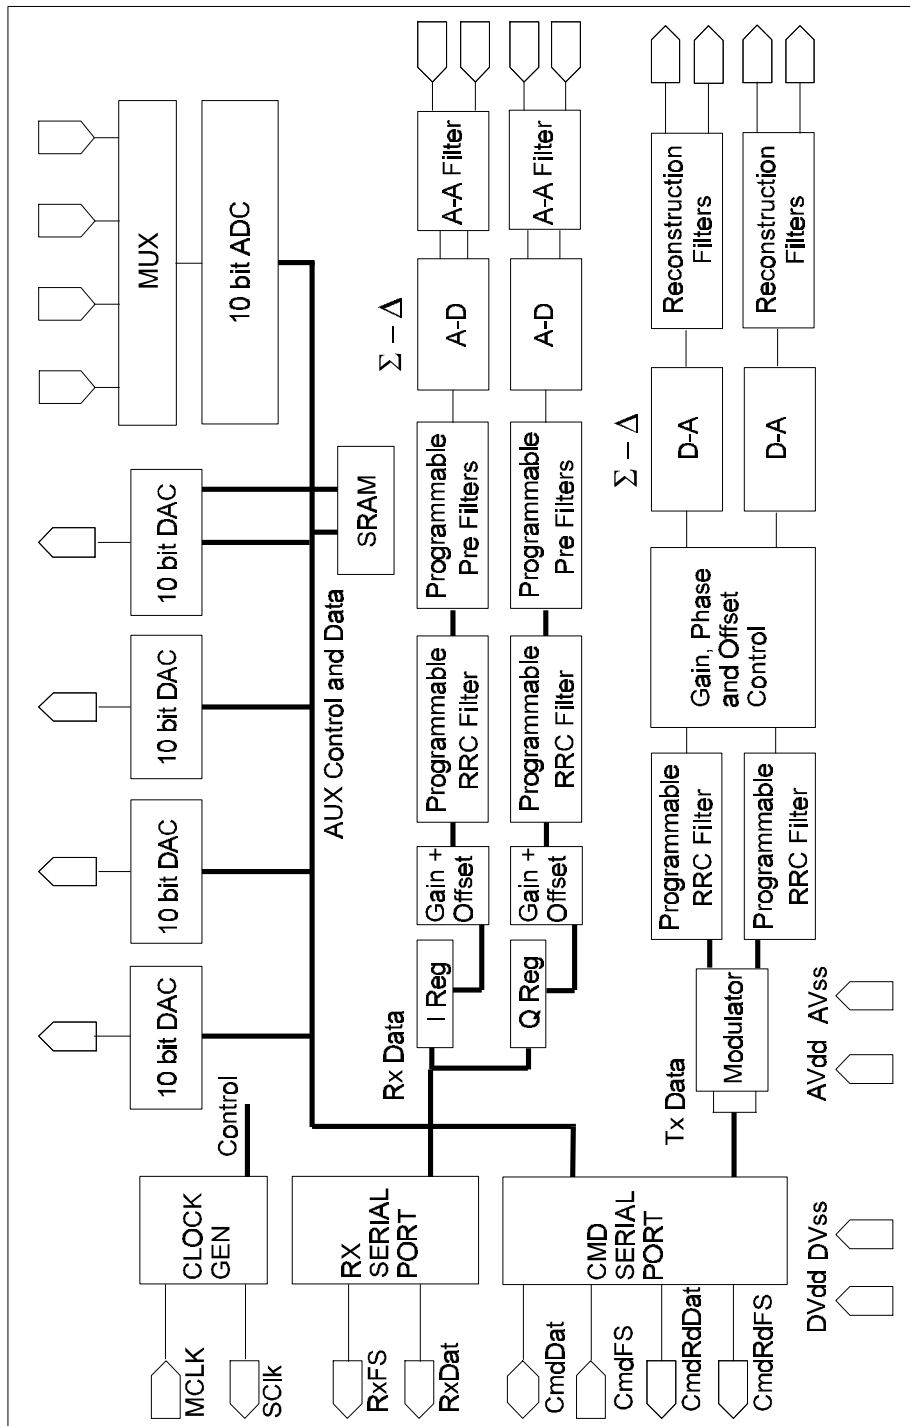 MCLK
SClk
CLOCK
GEN
Control
10 bit DAC
10 bit DAC
10 bit DAC
10 bit DAC
MUX
10 bit ADC
SRAM
AUX Control and Data
RxFS
RxDat
RX
SERIAL
PORT
Rx Data
I Reg
Gain +
Offset
Programmable
RRC Filter
Programmable
Pre Filters
Σ – Δ
A-D
A-A Filter
Q Reg
Gain +
Offset
Programmable
RRC Filter
Programmable
Pre Filters
A-D
A-A Filter
CmdDat
CmdFS
CmdRdDat
CmdRdFS
CMD
SERIAL
PORT
Tx Data
Modulator
Programmable
RRC Filter
Programmable
RRC Filter
Gain, Phase
and Offset
Control
Σ – Δ
D-A
D-A
Reconstruction
Filters
Reconstruction
Filters
DVdd
DVss
AVdd
AVss